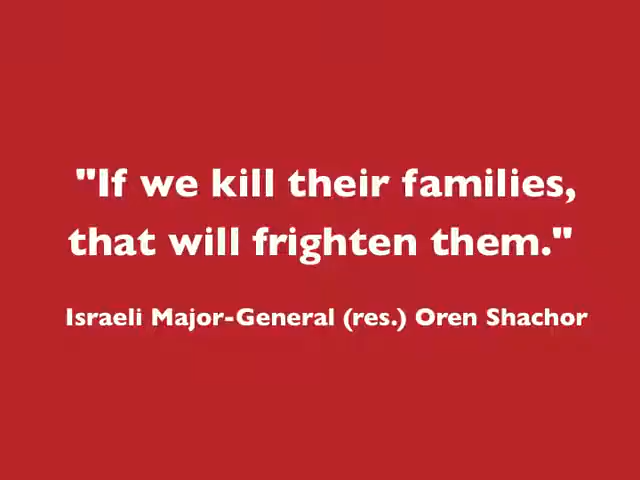 "If we kill their families,
that will frighten them."
Israeli Major-General (res.) Oren Shachor